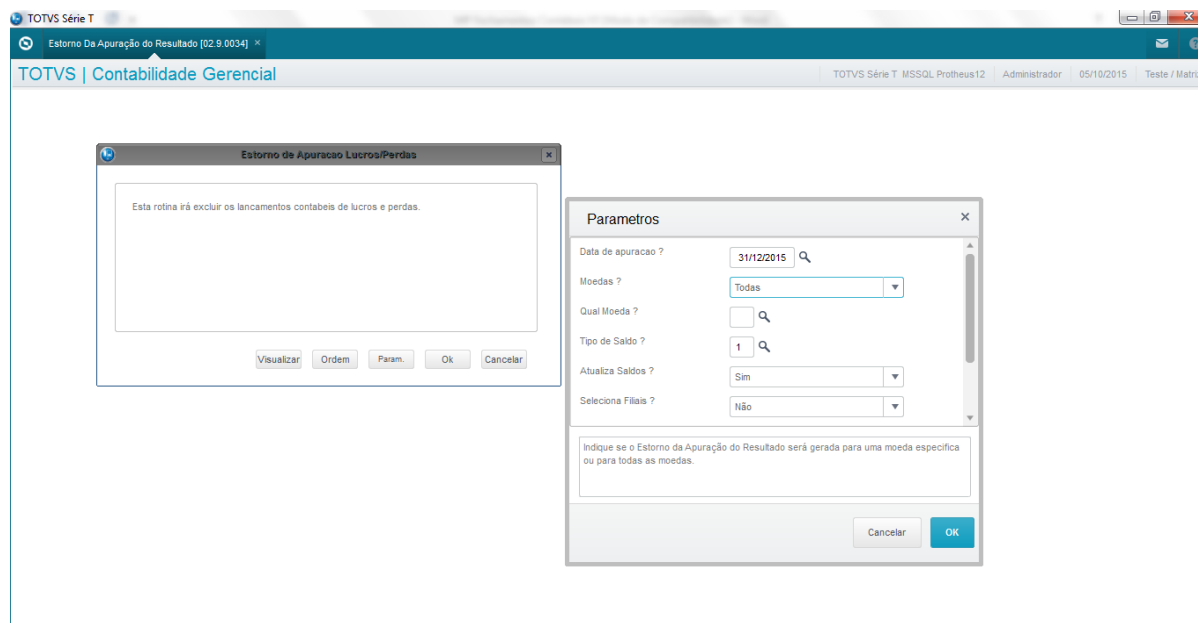 TOTVS Série T
Estorno Da Apuração do Resultado [02.9.0034] ×
TOTVS | Contabilidade Gerencial
TOTVS Série T MSSQL Protheus12 Administrador 05/10/2015 Teste / Matriz
Estorno de Apuracao Lucros/Perdas
Esta rotina irá excluir os lancamentos contabeis de lucros e perdas.
Visualizar Ordem Param. Ok Cancelar
Parametros
Data de apuracao ? 31/12/2015
Moedas ? Todas
Qual Moeda ?
Tipo de Saldo ? 1
Atualiza Saldos ? Sim
Seleciona Filiais ? Não
Indique se o Estorno da Apuração do Resultado será gerada para uma moeda especifica
ou para todas as moedas.
Cancelar OK